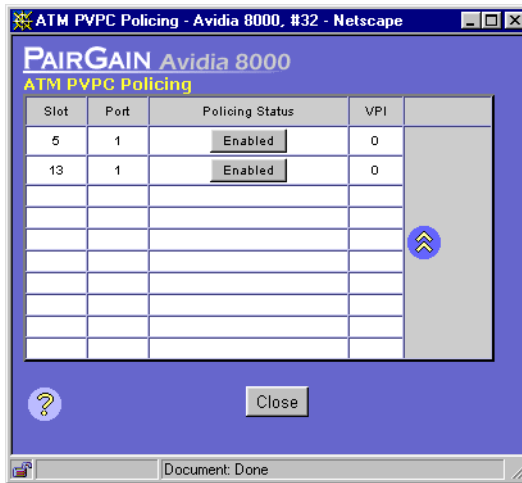 ATM PVPC Policing - Avidia 8000, #32 - Netscape
PAIRGAIN Avidia 8000
ATM PVPC Policing
Slot Port Policing Status VPI
5 1 Enabled 0
13 1 Enabled 0
?
Close
Document: Done